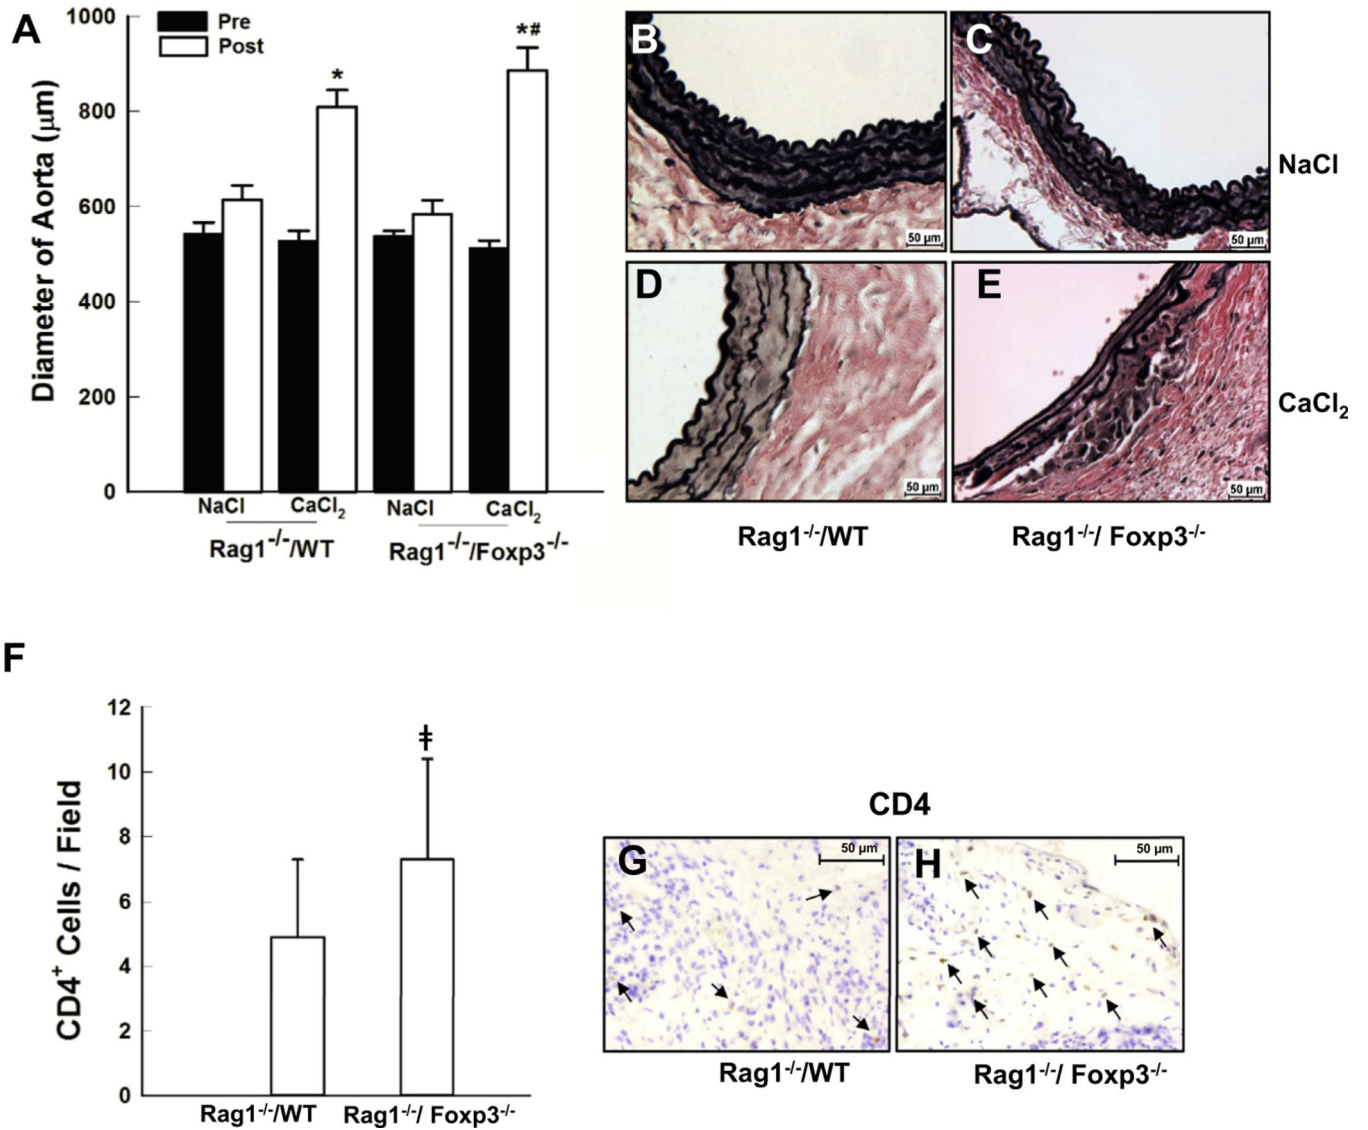 A
1000
800
600
400
200
0
Diameter of Aorta (μm)
Pre
Post
*
*#
NaCl
CaCl₂
NaCl
CaCl₂
Rag1⁻/⁻/WT
Rag1⁻/⁻/Foxp3⁻/⁻
B
50 μm
C
50 μm
NaCl
D
50 μm
E
50 μm
CaCl₂
Rag1⁻/⁻/WT
Rag1⁻/⁻/ Foxp3⁻/⁻
F
12
10
8
6
4
2
0
CD4⁺ Cells / Field
ǂ
Rag1⁻/⁻/WT
Rag1⁻/⁻/ Foxp3⁻/⁻
CD4
G
50 μm
H
50 μm
Rag1⁻/⁻/WT
Rag1⁻/⁻/ Foxp3⁻/⁻